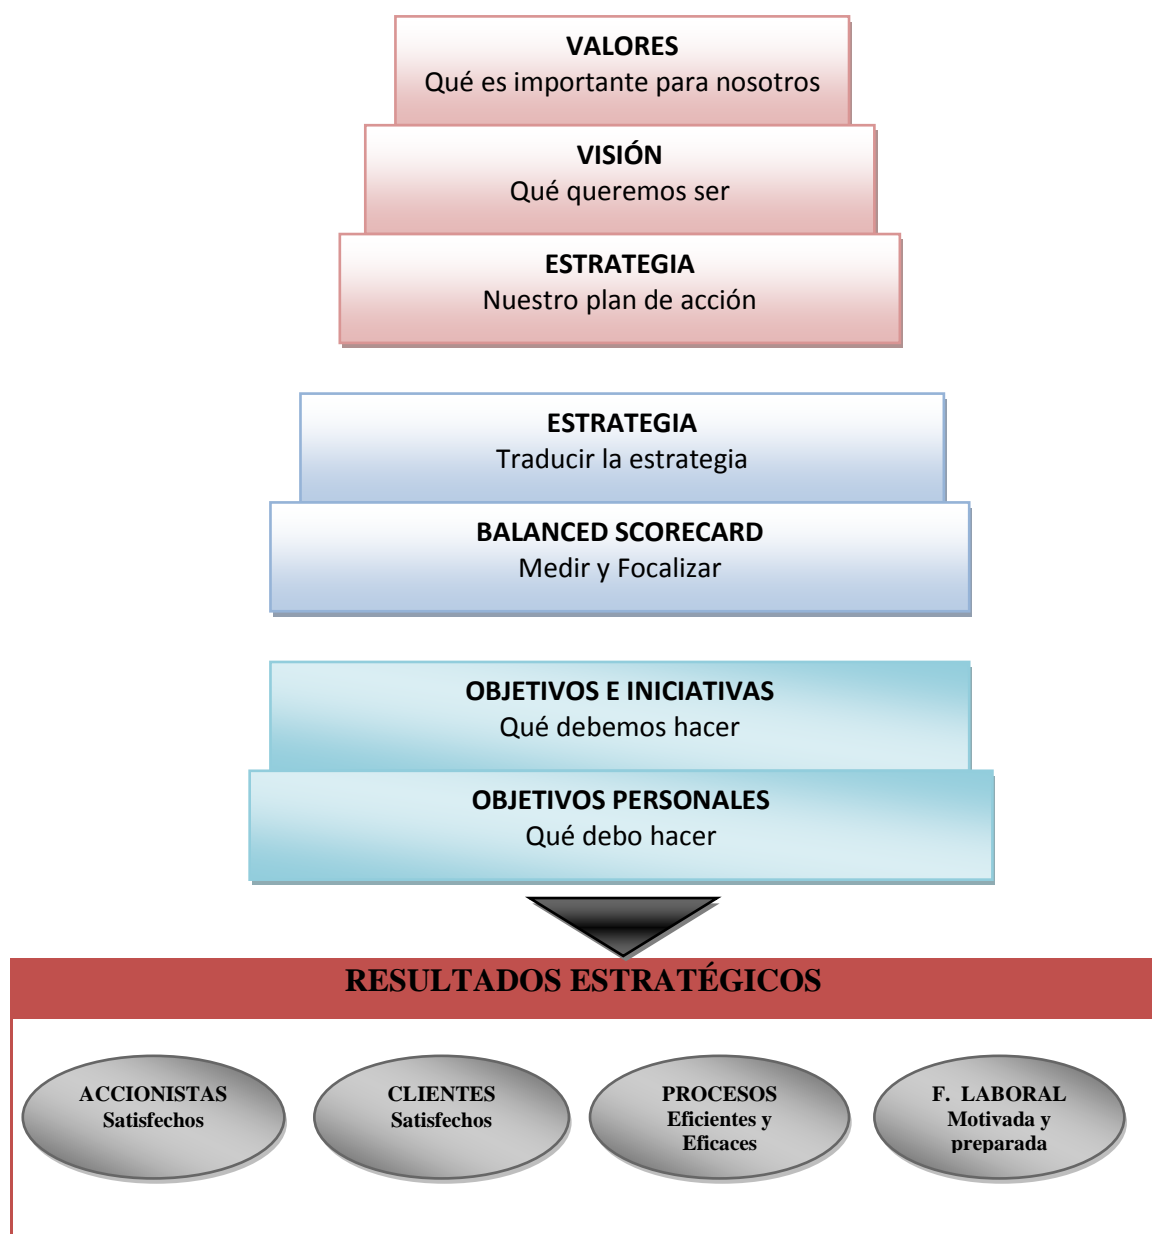 VALORES
Qué es importante para nosotros
VISIÓN
Qué queremos ser
ESTRATEGIA
Nuestro plan de acción
ESTRATEGIA
Traducir la estrategia
BALANCED SCORECARD
Medir y Focalizar
OBJETIVOS E INICIATIVAS
Qué debemos hacer
OBJETIVOS PERSONALES
Qué debo hacer
RESULTADOS ESTRATÉGICOS
ACCIONISTAS
Satisfechos
CLIENTES
Satisfechos
PROCESOS
Eficientes y
Eficaces
F. LABORAL
Motivada y
preparada